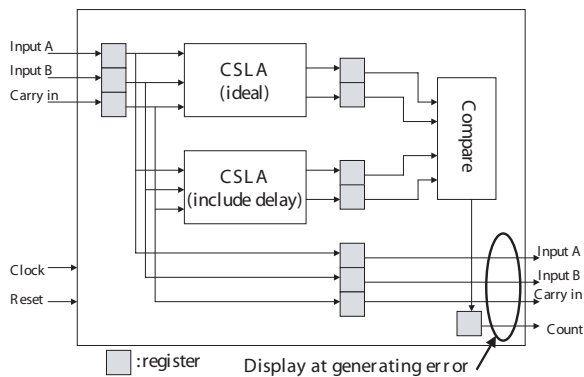 Input A
Input B
Carry in
CSLA
(ideal)
Compare
CSLA
(include delay)
Clock
Reset
Input A
Input B
Carry in
Count
:register
Display at generating error